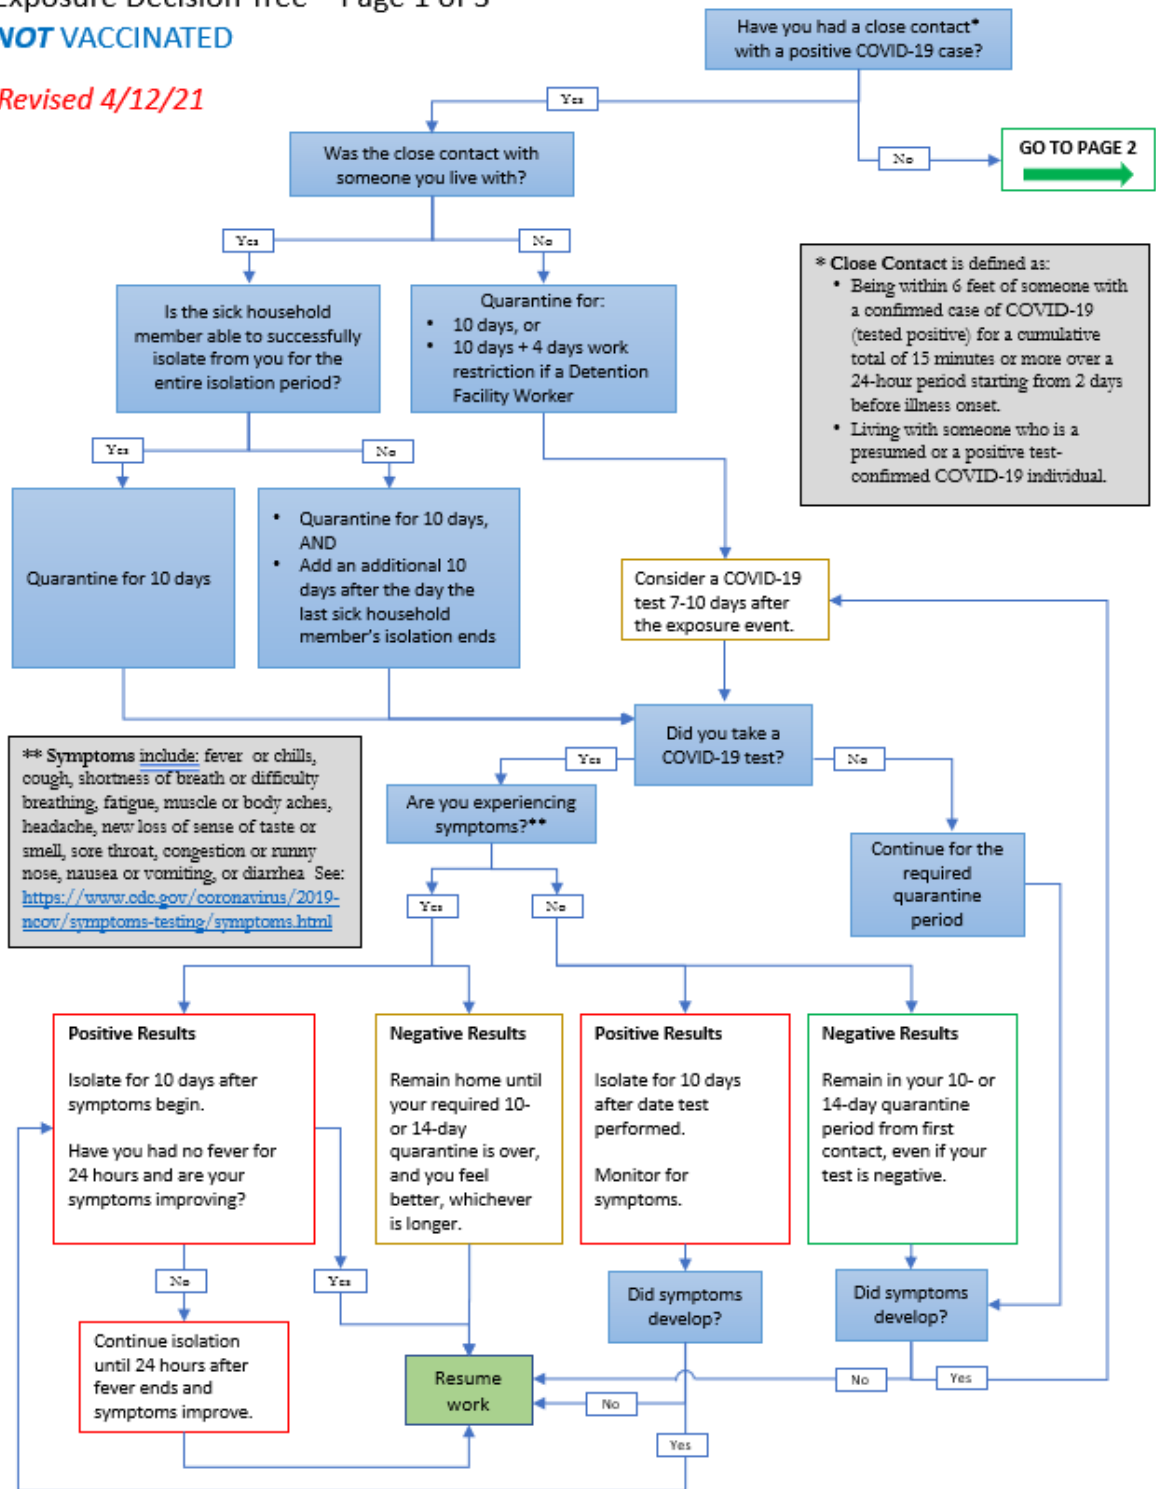 Exposure Decision Tree – Page 1 of 3
NOT VACCINATED
Revised 4/12/21
Have you had a close contact*
with a positive COVID-19 case?
Yes
No
GO TO PAGE 2
Was the close contact with
someone you live with?
Yes
No
* Close Contact is defined as:
• Being within 6 feet of someone with
a confirmed case of COVID-19
(tested positive) for a cumulative
total of 15 minutes or more over a
24-hour period starting from 2 days
before illness onset.
• Living with someone who is a
presumed or a positive test-
confirmed COVID-19 individual.
Is the sick household
member able to successfully
isolate from you for the
entire isolation period?
Quarantine for:
• 10 days, or
• 10 days + 4 days work
restriction if a Detention
Facility Worker
Yes
No
Quarantine for 10 days
• Quarantine for 10 days,
AND
• Add an additional 10
days after the day the
last sick household
member's isolation ends
Consider a COVID-19
test 7-10 days after
the exposure event.
Did you take a
COVID-19 test?
Yes
No
** Symptoms include: fever or chills,
cough, shortness of breath or difficulty
breathing, fatigue, muscle or body aches,
headache, new loss of sense of taste or
smell, sore throat, congestion or runny
nose, nausea or vomiting, or diarrhea See:
https://www.cdc.gov/coronavirus/2019-
ncov/symptoms-testing/symptoms.html
Are you experiencing
symptoms?**
Continue for the
required
quarantine
period
Yes
No
Positive Results
Isolate for 10 days after
symptoms begin.
Have you had no fever for
24 hours and are your
symptoms improving?
Negative Results
Remain home until
your required 10-
or 14-day
quarantine is over,
and you feel
better, whichever
is longer.
Positive Results
Isolate for 10 days
after date test
performed.
Monitor for
symptoms.
Negative Results
Remain in your 10- or
14-day quarantine
period from first
contact, even if your
test is negative.
No
Yes
Did symptoms
develop?
Did symptoms
develop?
Continue isolation
until 24 hours after
fever ends and
symptoms improve.
Resume
work
No
Yes
No
Yes